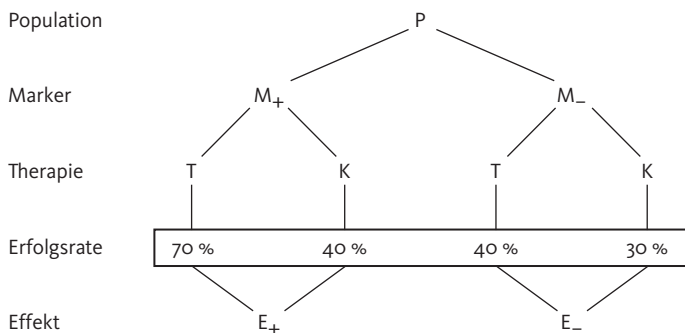 Population P
Marker M+ M−
Therapie T K T K
Erfolgsrate 70 % 40 % 40 % 30 %
Effekt E+ E−